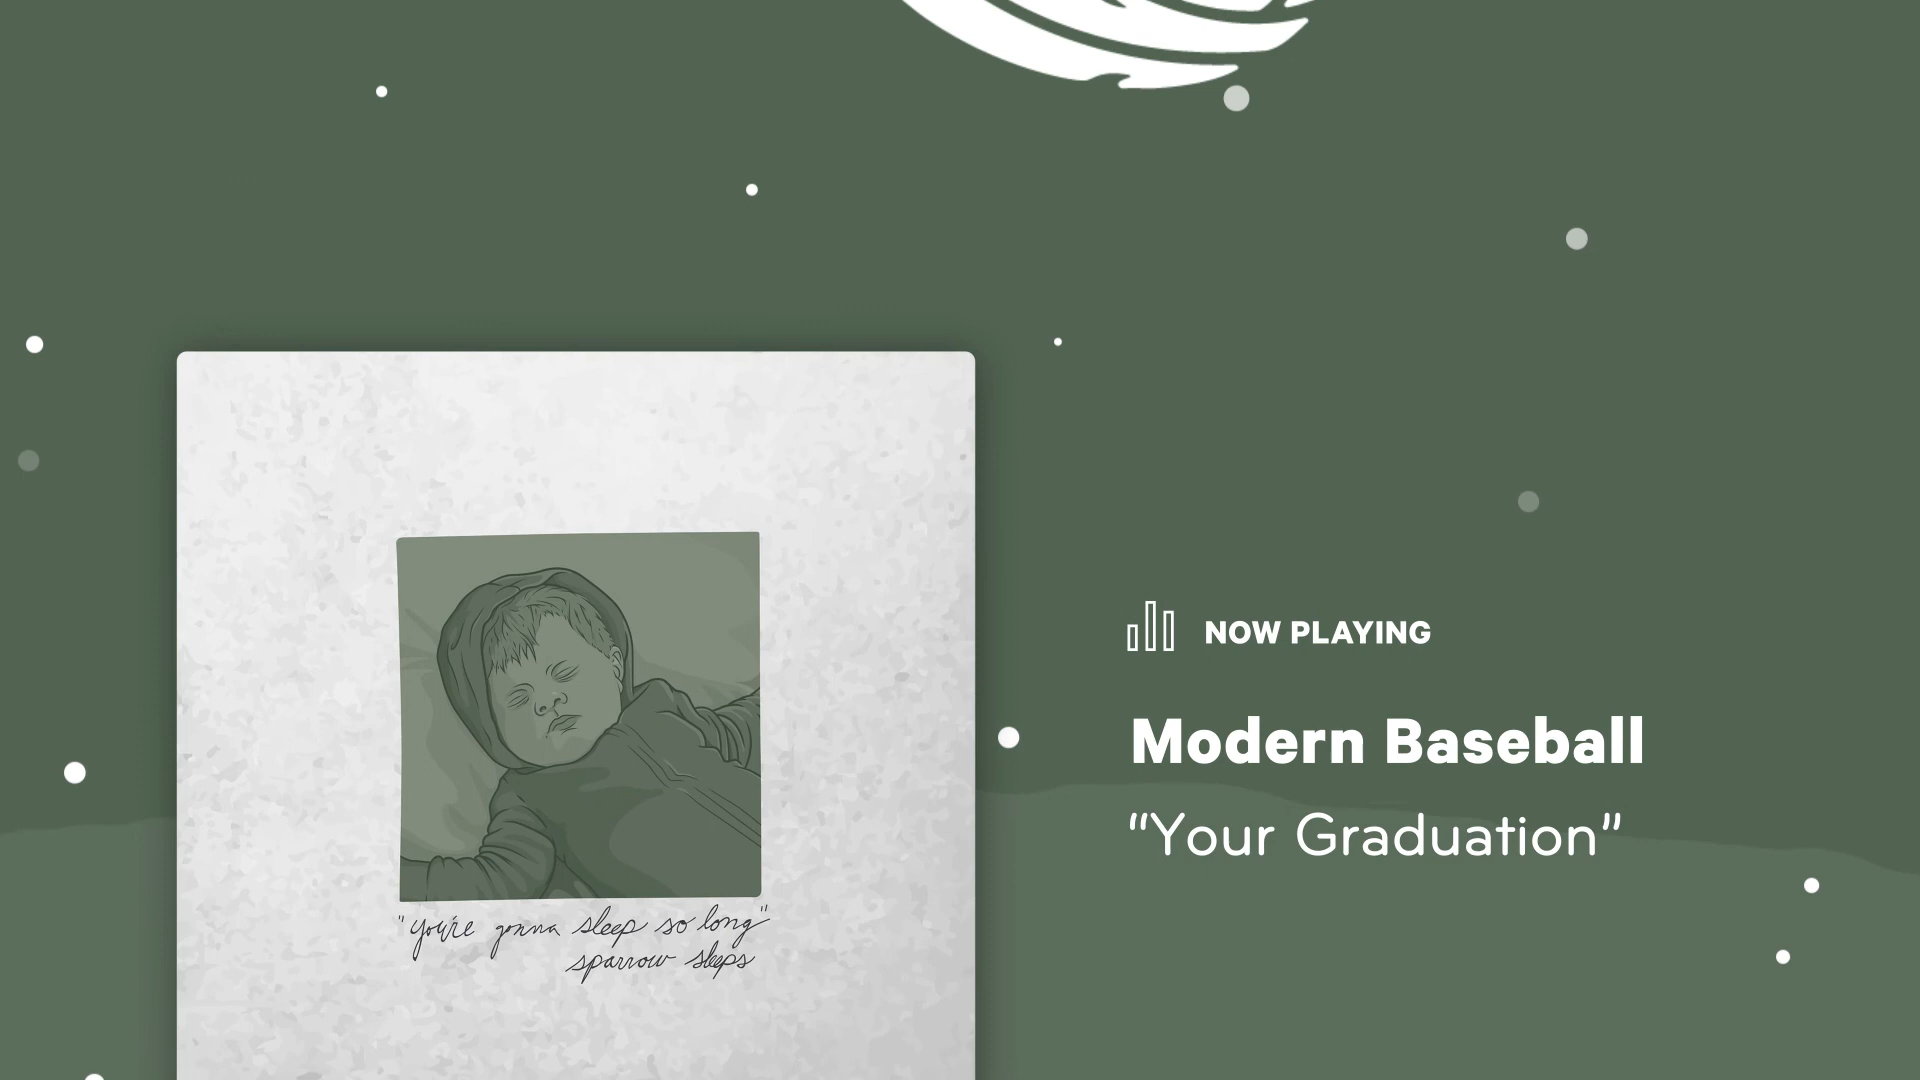 NOW PLAYING
Modern Baseball
“Your Graduation”
"you're gonna sleep so long"
sparrow sleeps